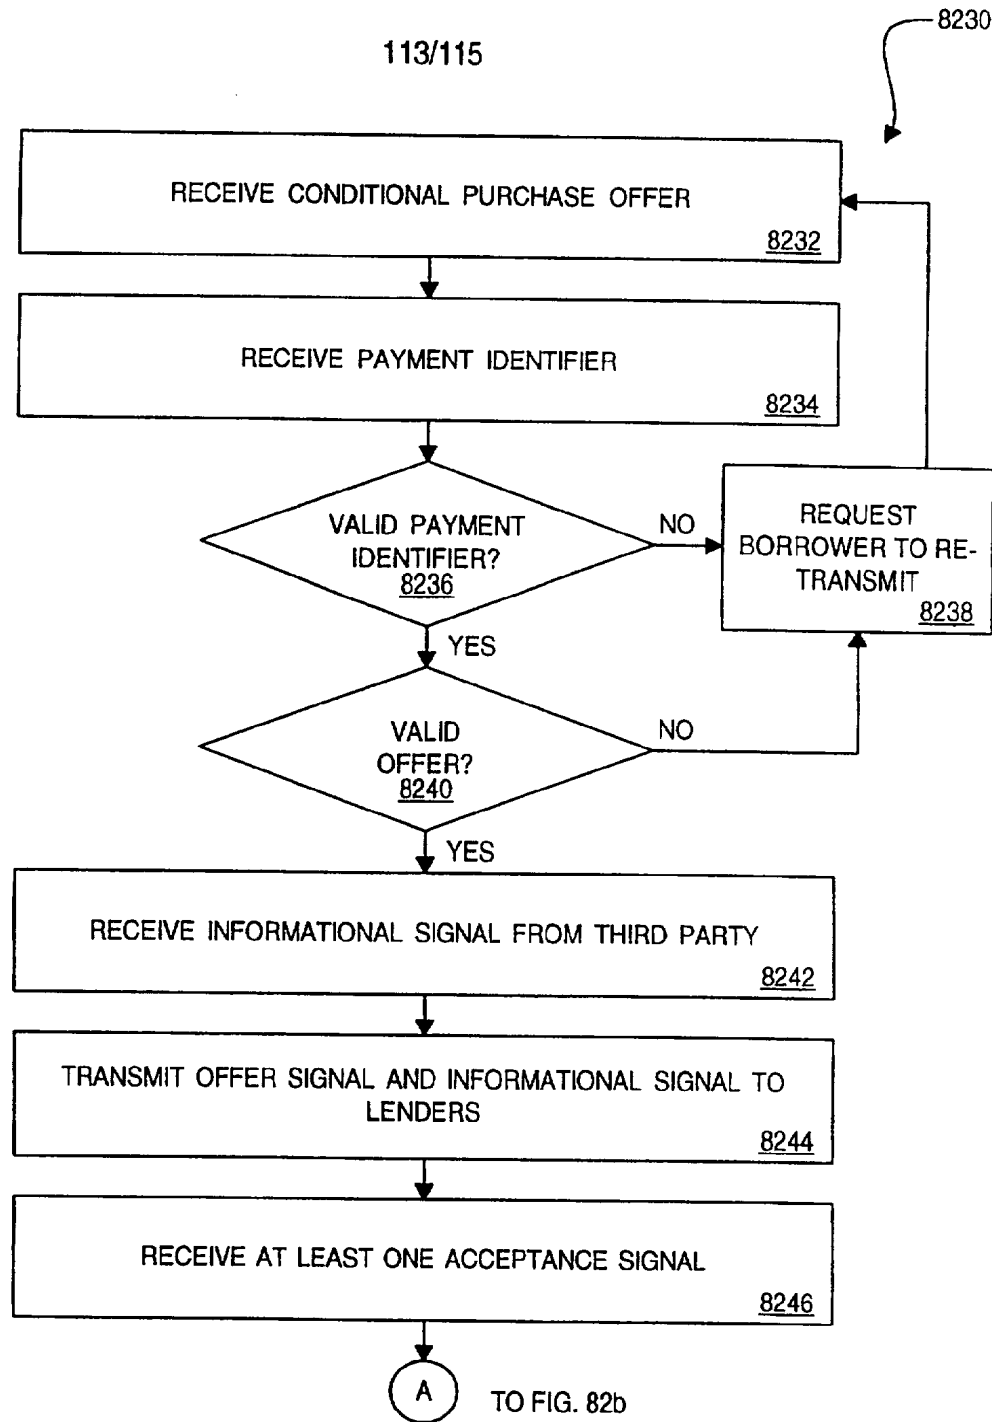 8230
113/115
RECEIVE CONDITIONAL PURCHASE OFFER
8232
RECEIVE PAYMENT IDENTIFIER
8234
VALID PAYMENT
IDENTIFIER?
8236
NO
REQUEST
BORROWER TO RE-
TRANSMIT
8238
YES
VALID
OFFER?
8240
NO
YES
RECEIVE INFORMATIONAL SIGNAL FROM THIRD PARTY
8242
TRANSMIT OFFER SIGNAL AND INFORMATIONAL SIGNAL TO
LENDERS
8244
RECEIVE AT LEAST ONE ACCEPTANCE SIGNAL
8246
A
TO FIG. 82b